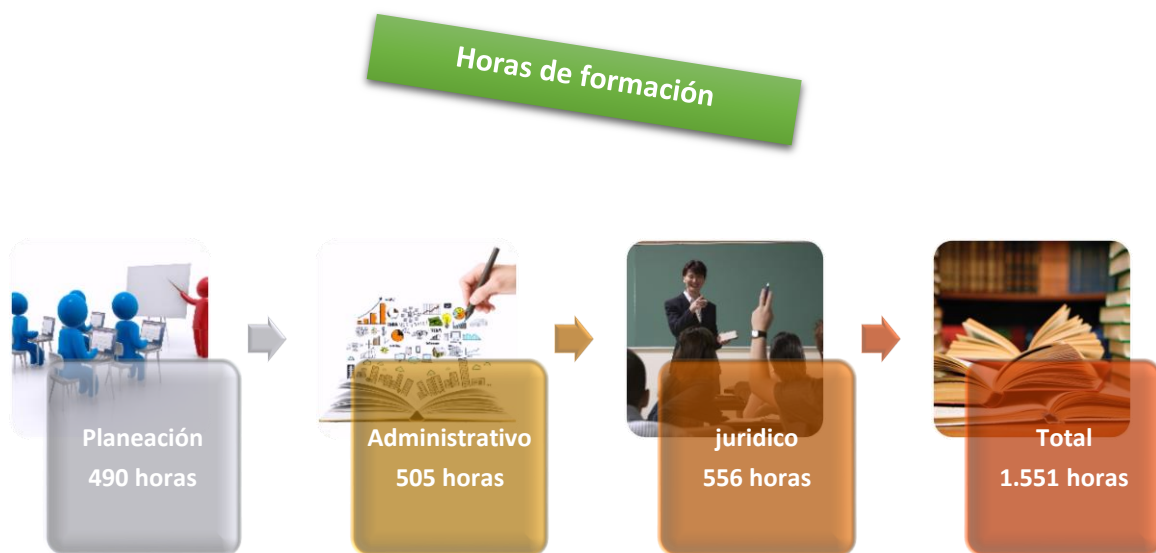 Horas de formación
Planeación
490 horas
Administrativo
505 horas
juridico
556 horas
Total
1.551 horas